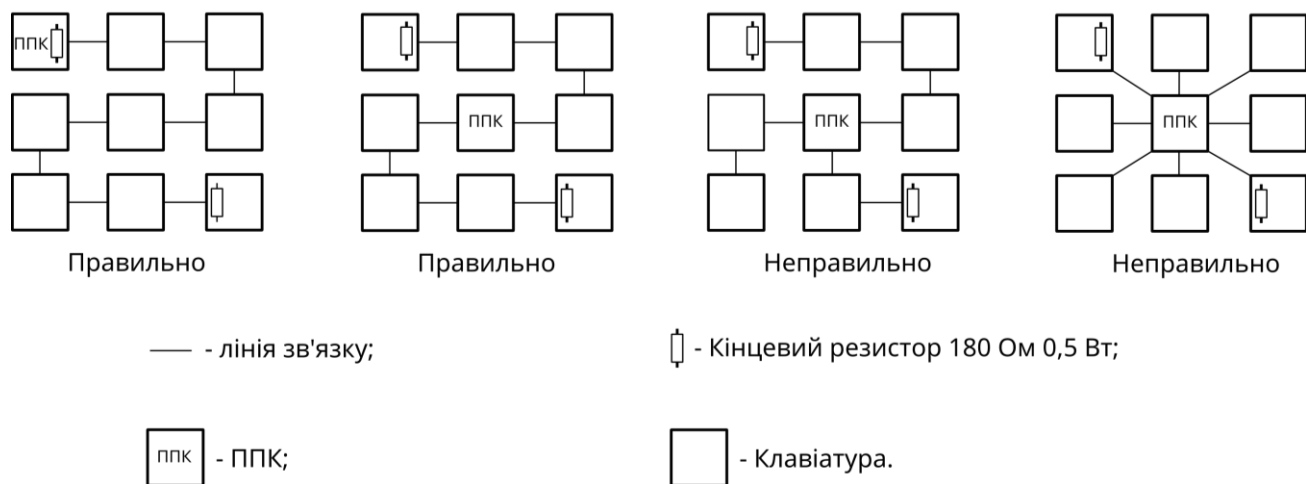 ППК
ППК
ППК
ППК
Правильно
Правильно
Неправильно
Неправильно
- лінія зв'язку;
- Кінцевий резистор 180 Ом 0,5 Вт;
ППК
- ППК;
- Клавіатура.